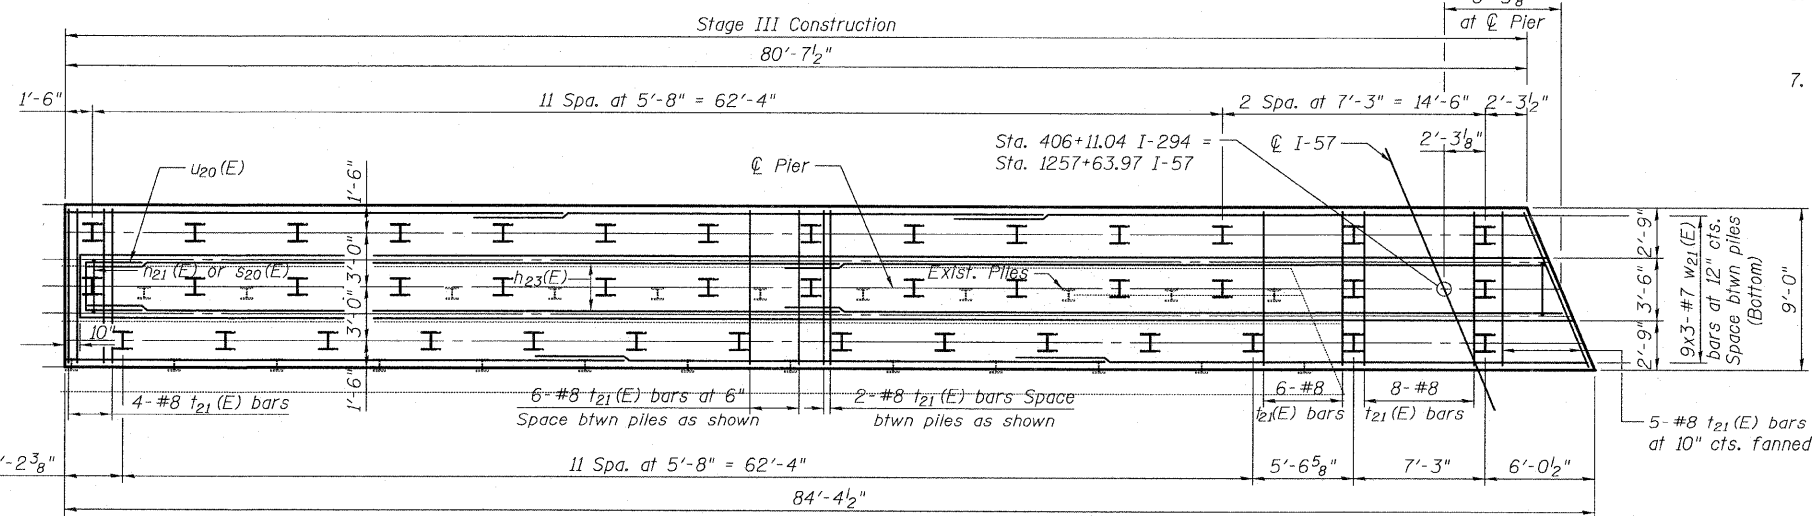 at ℄ Pier
Stage III Construction
80'-7½"
7.
1'-6"
11 Spa. at 5'-8" = 62'-4"
2 Spa. at 7'-3" = 14'-6"
2'-3½"
Sta. 406+11.04 I-294 =
Sta. 1257+63.97 I-57
℄ I-57
2'-3⅛"
u20(E)
℄ Pier
1'-6"
3'-0"
3'-0"
1'-6"
h21(E) or s20(E)
h23(E)
Exist. Piles
10"
2'-9"
3'-6"
2'-9"
9x3-#7 w21(E)
bars at 12" cts.
Space btwn piles
(Bottom)
9'-0"
4-#8 t21(E) bars
6-#8 t21(E) bars at 6"
Space btwn piles as shown
2-#8 t21(E) bars Space
btwn piles as shown
6-#8
t21(E) bars
8-#8
t21(E) bars
5-#8 t21(E) bars
at 10" cts. fanned
'-2⅜"
11 Spa. at 5'-8" = 62'-4"
5'-6⅝"
7'-3"
6'-0½"
84'-4½"